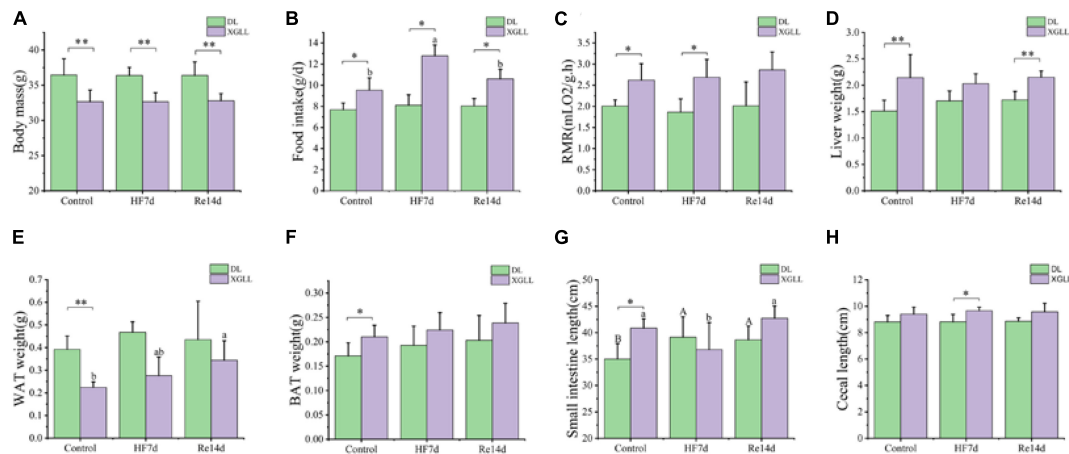 A
DL
XGLL
Body mass(g)
45
40
35
30
25
20
**
**
**
Control
HF7d
Re14d
B
DL
XGLL
Food intake(g/d)
16
14
12
10
8
6
4
2
0
*
b
*
a
*
b
Control
HF7d
Re14d
C
DL
XGLL
RMR(mLO2/g.h)
4.0
3.5
3.0
2.5
2.0
1.5
1.0
0.5
0.0
*
*
Control
HF7d
Re14d
D
DL
XGLL
Liver weight(g)
3.0
2.5
2.0
1.5
1.0
0.5
0.0
**
**
Control
HF7d
Re14d
E
DL
XGLL
WAT weight(g)
0.7
0.6
0.5
0.4
0.3
0.2
0.1
0.0
**
b
ab
a
Control
HF7d
Re14d
F
DL
XGLL
BAT weight(g)
0.30
0.25
0.20
0.15
0.10
0.05
0.00
*
Control
HF7d
Re14d
G
DL
XGLL
Small intestine length(cm)
50
45
40
35
30
25
20
*
B
a
A
b
A
a
Control
HF7d
Re14d
H
DL
XGLL
Cecal length(cm)
12
10
8
6
4
2
0
*
Control
HF7d
Re14d